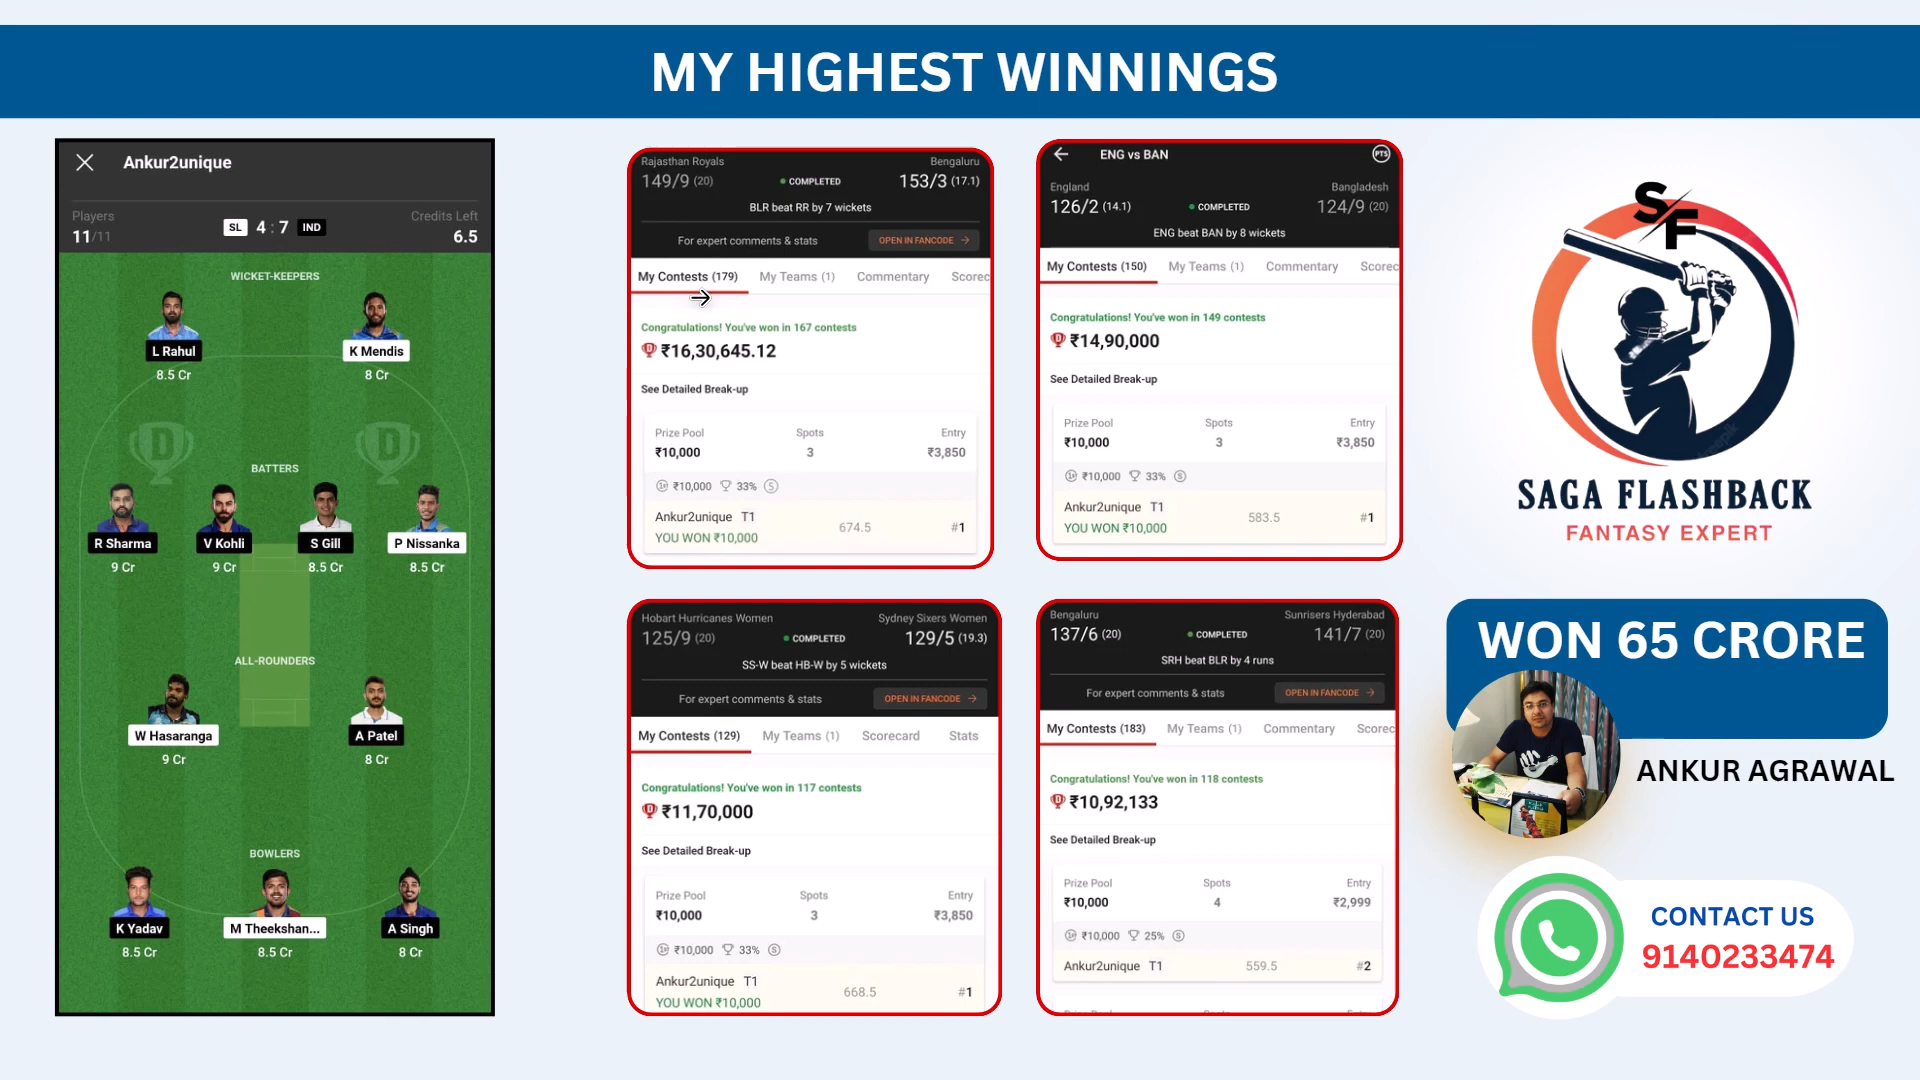 MY HIGHEST WINNINGS
Ankur2unique
Players
11/11
SL 4 : 7 IND
Credits Left
6.5
WICKET-KEEPERS
L Rahul
8.5 Cr
K Mendis
8 Cr
BATTERS
R Sharma
9 Cr
V Kohli
9 Cr
S Gill
8.5 Cr
P Nissanka
8.5 Cr
ALL-ROUNDERS
W Hasaranga
9 Cr
A Patel
8 Cr
BOWLERS
K Yadav
8.5 Cr
M Theekshan...
8.5 Cr
A Singh
8 Cr
Rajasthan Royals Bengaluru
149/9 (20) COMPLETED 153/3 (17.1)
BLR beat RR by 7 wickets
For expert comments & stats OPEN IN FANCODE
My Contests (179) My Teams (1) Commentary Scorec
Congratulations! You've won in 167 contests
₹16,30,645.12
See Detailed Break-up
Prize Pool Spots Entry
₹10,000 3 ₹3,850
₹10,000 33% S
Ankur2unique T1 674.5 #1
YOU WON ₹10,000
ENG vs BAN PTS
England Bangladesh
126/2 (14.1) COMPLETED 124/9 (20)
ENG beat BAN by 8 wickets
My Contests (150) My Teams (1) Commentary Scorec
Congratulations! You've won in 149 contests
₹14,90,000
See Detailed Break-up
Prize Pool Spots Entry
₹10,000 3 ₹3,850
₹10,000 33% S
Ankur2unique T1 583.5 #1
YOU WON ₹10,000
Hobart Hurricanes Women Sydney Sixers Women
125/9 (20) COMPLETED 129/5 (19.3)
SS-W beat HB-W by 5 wickets
For expert comments & stats OPEN IN FANCODE
My Contests (129) My Teams (1) Scorecard Stats
Congratulations! You've won in 117 contests
₹11,70,000
See Detailed Break-up
Prize Pool Spots Entry
₹10,000 3 ₹3,850
₹10,000 33% S
Ankur2unique T1 668.5 #1
YOU WON ₹10,000
Bengaluru Sunrisers Hyderabad
137/6 (20) COMPLETED 141/7 (20)
SRH beat BLR by 4 runs
For expert comments & stats OPEN IN FANCODE
My Contests (183) My Teams (1) Commentary Scorec
Congratulations! You've won in 118 contests
₹10,92,133
See Detailed Break-up
Prize Pool Spots Entry
₹10,000 4 ₹2,999
₹10,000 25% S
Ankur2unique T1 559.5 #2
SF
SAGA FLASHBACK
FANTASY EXPERT
WON 65 CRORE
ANKUR AGRAWAL
CONTACT US
9140233474